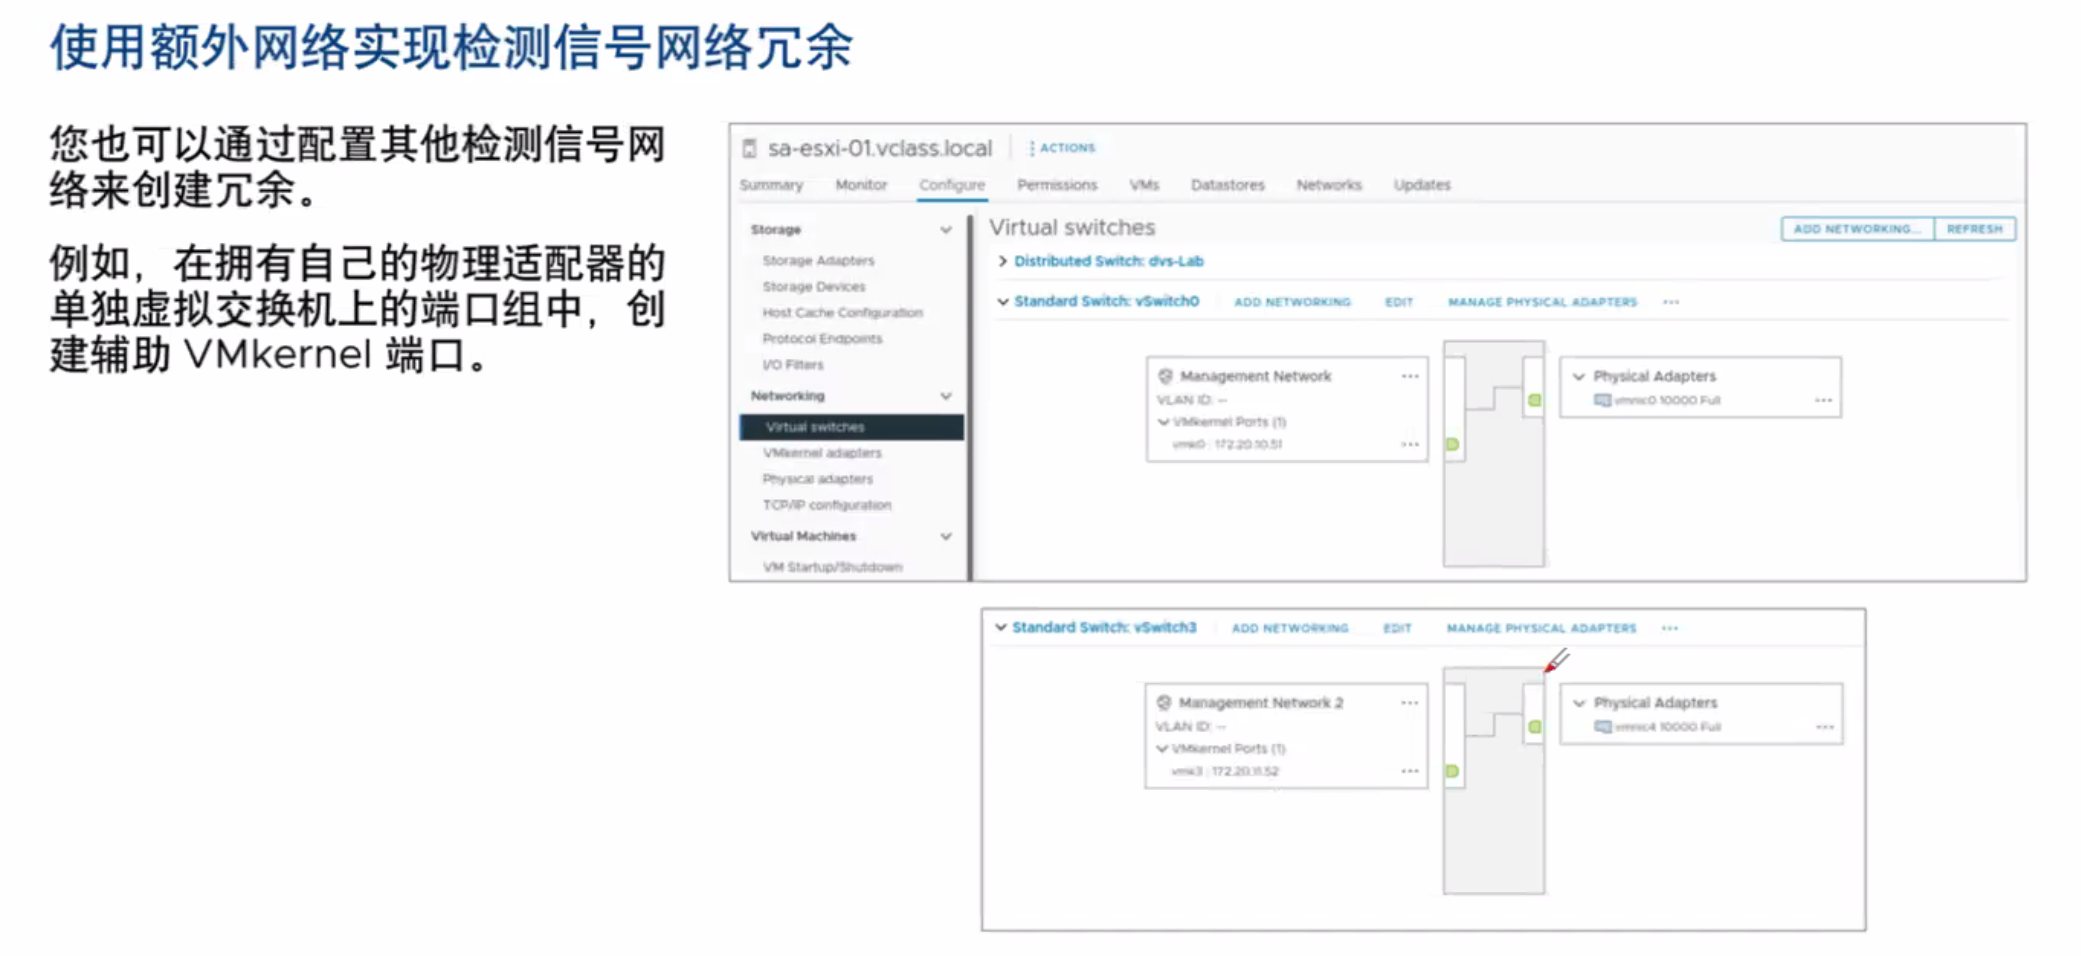 使用额外网络实现检测信号网络冗余
您也可以通过配置其他检测信号网
络来创建冗余。
例如，在拥有自己的物理适配器的
单独虚拟交换机上的端口组中，创
建辅助 VMkernel 端口。
sa-esxi-01.vclass.local
ACTIONS
Summary Monitor Configure Permissions VMs Datastores Networks Updates
Storage
Storage Adapters
Storage Devices
Host Cache Configuration
Protocol Endpoints
I/O Filters
Networking
Virtual switches
VMkernel adapters
Physical adapters
TCP/IP configuration
Virtual Machines
VM Startup/Shutdown
Virtual switches
ADD NETWORKING... REFRESH
Distributed Switch: dvs-Lab
Standard Switch: vSwitch0 ADD NETWORKING EDIT MANAGE PHYSICAL ADAPTERS ...
Management Network ...
VLAN ID: --
VMkernel Ports (1)
vmk0 : 172.20.10.51 ...
Physical Adapters
vmnic0 10000 Full ...
Standard Switch: vSwitch3 ADD NETWORKING EDIT MANAGE PHYSICAL ADAPTERS ...
Management Network 2 ...
VLAN ID: --
VMkernel Ports (1)
vmk3 : 172.20.11.52 ...
Physical Adapters
vmnic4 10000 Full ...